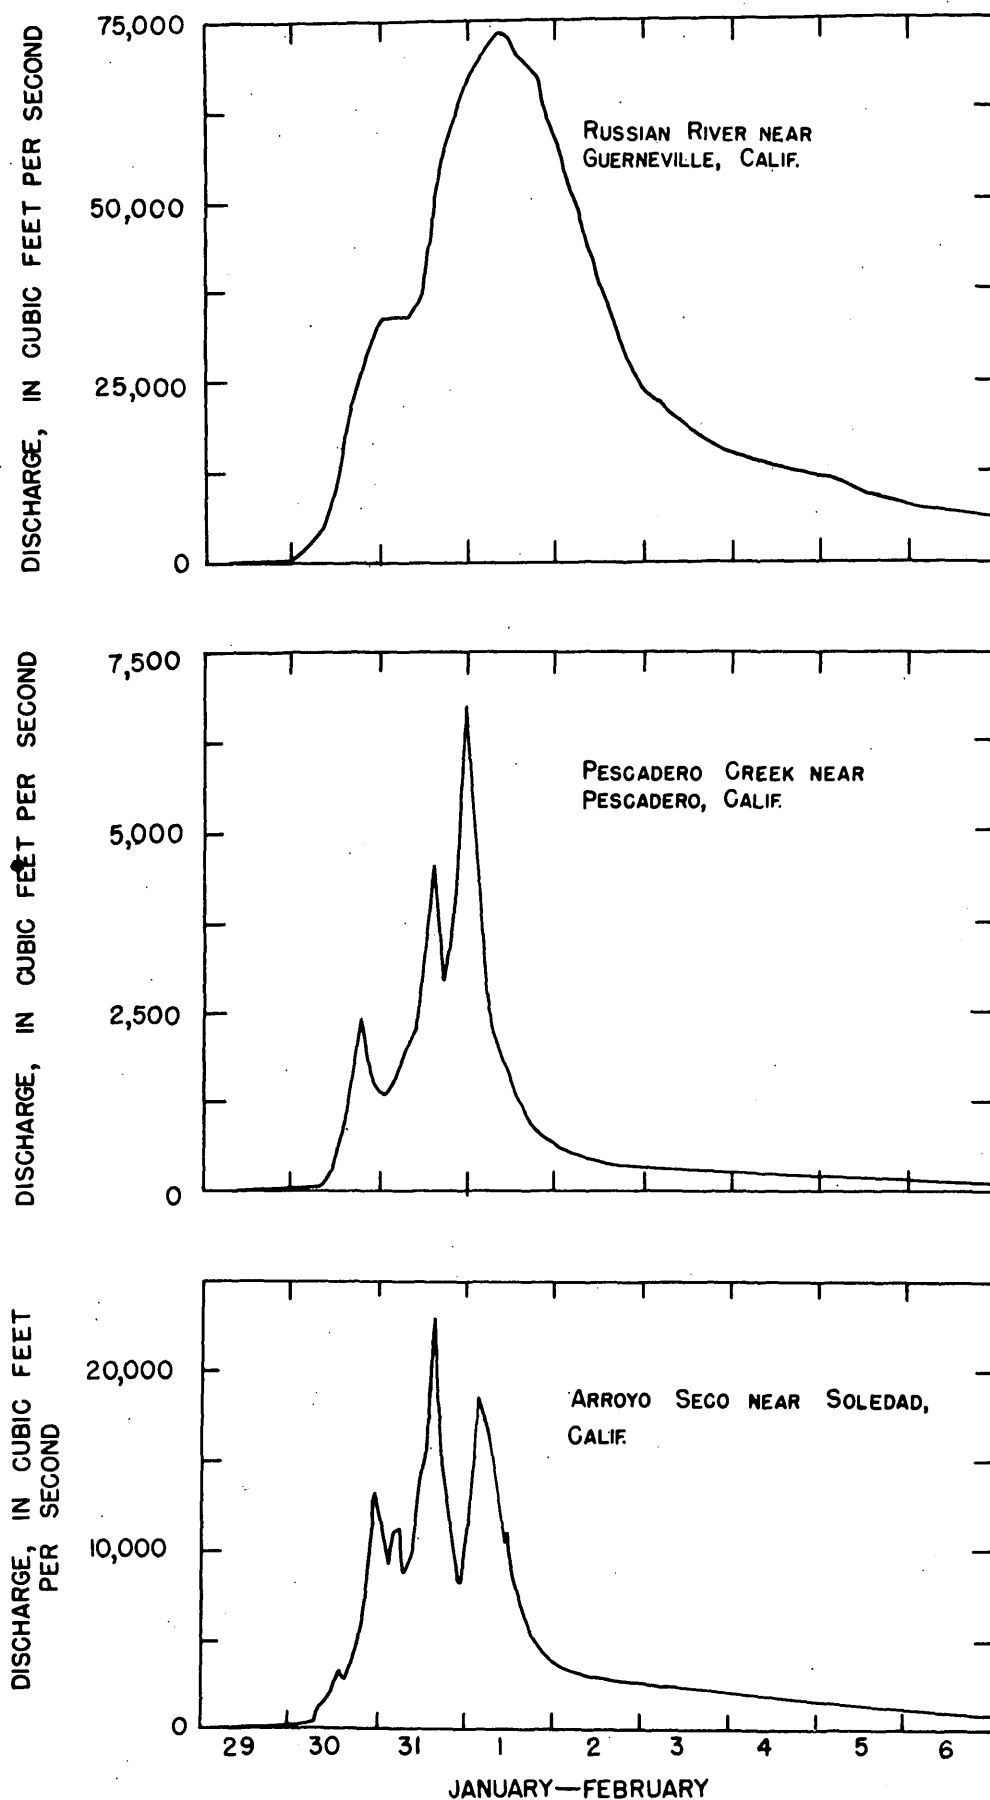 DISCHARGE, IN CUBIC FEET PER SECOND
75,000
50,000
25,000
0
RUSSIAN RIVER NEAR
GUERNEVILLE, CALIF.
DISCHARGE, IN CUBIC FEET PER SECOND
7,500
5,000
2,500
0
PESCADERO CREEK NEAR
PESCADERO, CALIF.
DISCHARGE, IN CUBIC FEET
PER SECOND
20,000
10,000
0
ARROYO SECO NEAR SOLEDAD,
CALIF.
29 30 31 1 2 3 4 5 6
JANUARY—FEBRUARY